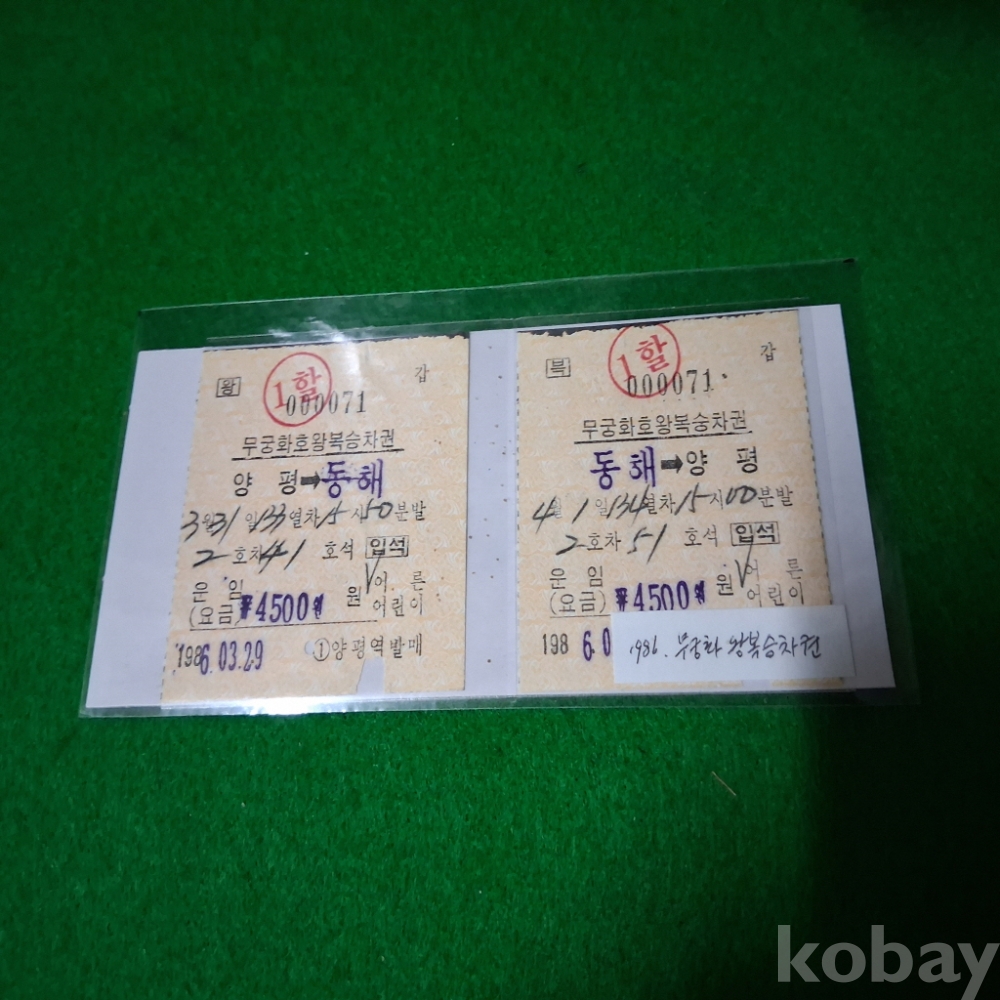 왕 1할 갑
000071
무궁화호왕복승차권
양 평➡동해
3월31일133열차15시50분발
2호차41호석 입석
운 임
(요금) ₩4500원 V어 른
어린이
1986.03.29 ①양평역발매
복 1할 갑
000071
무궁화호왕복승차권
동해➡양 평
4월1일134열차15시00분발
2호차51호석 입석
운 임
(요금) ₩4500원 V어 른
어린이
1986.0
1986. 무궁화 왕복승차권
kobay